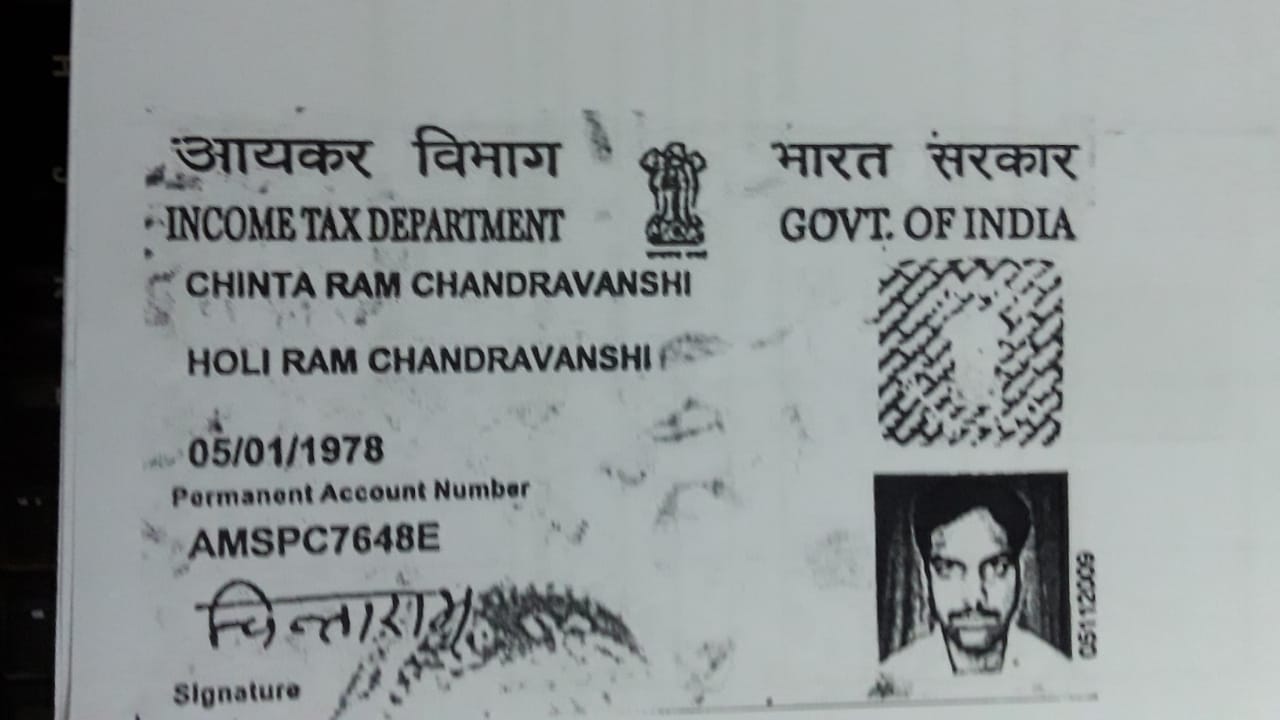 आयकर विभाग भारत सरकार
INCOME TAX DEPARTMENT GOVT. OF INDIA
CHINTA RAM CHANDRAVANSHI
HOLI RAM CHANDRAVANSHI
05/01/1978
Permanent Account Number
AMSPC7648E
चिन्ताराम
Signature
05112009